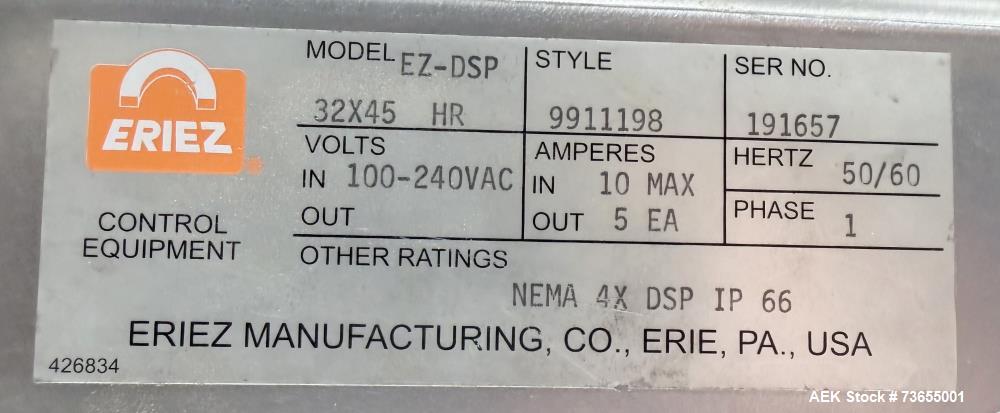 MODEL EZ-DSP
32X45 HR
STYLE
9911198
SER NO.
191657
ERIEZ
®
VOLTS
IN 100-240VAC
OUT
AMPERES
IN 10 MAX
OUT 5 EA
HERTZ 50/60
PHASE 1
CONTROL
EQUIPMENT
OTHER RATINGS
NEMA 4X DSP IP 66
ERIEZ MANUFACTURING, CO., ERIE, PA., USA
426834
AEK Stock # 73655001